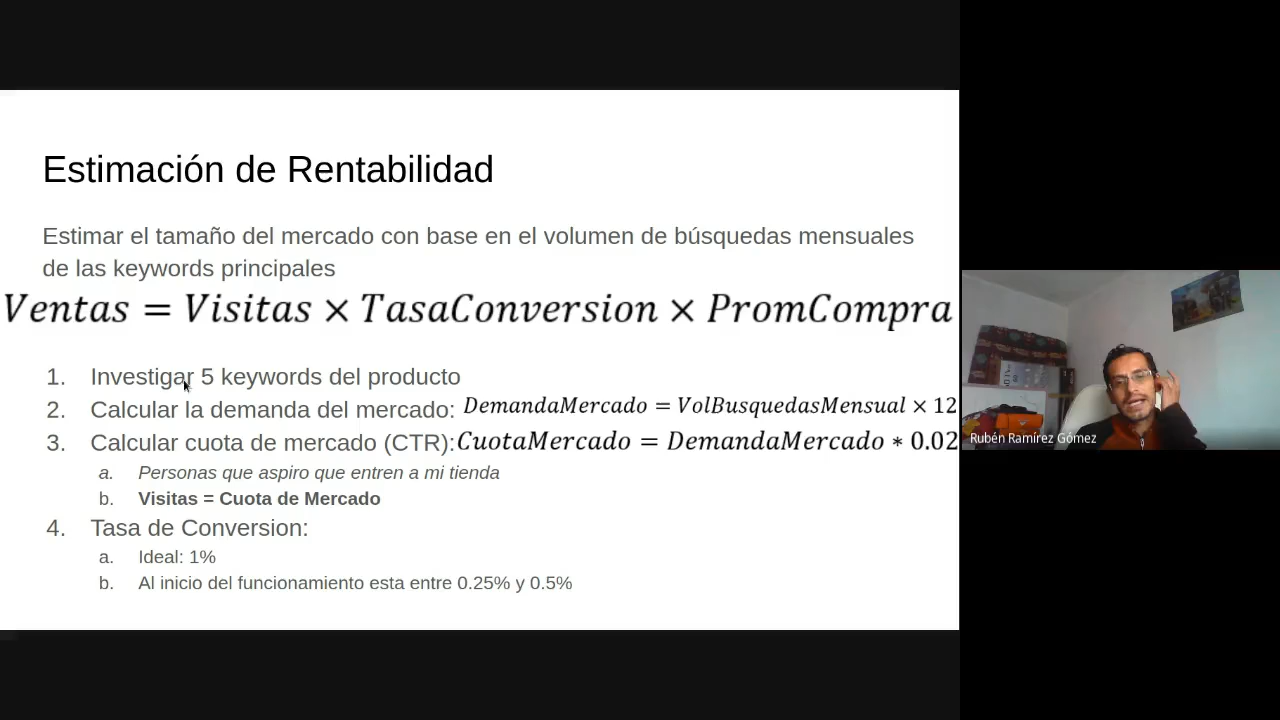 Estimación de Rentabilidad
Estimar el tamaño del mercado con base en el volumen de búsquedas mensuales
de las keywords principales
Ventas = Visitas × TasaConversion × PromCompra
1. Investigar 5 keywords del producto
2. Calcular la demanda del mercado: DemandaMercado = VolBusquedasMensual × 12
3. Calcular cuota de mercado (CTR): CuotaMercado = DemandaMercado * 0.02
a. Personas que aspiro que entren a mi tienda
b. Visitas = Cuota de Mercado
4. Tasa de Conversion:
a. Ideal: 1%
b. Al inicio del funcionamiento esta entre 0.25% y 0.5%
Rubén Ramírez Gómez